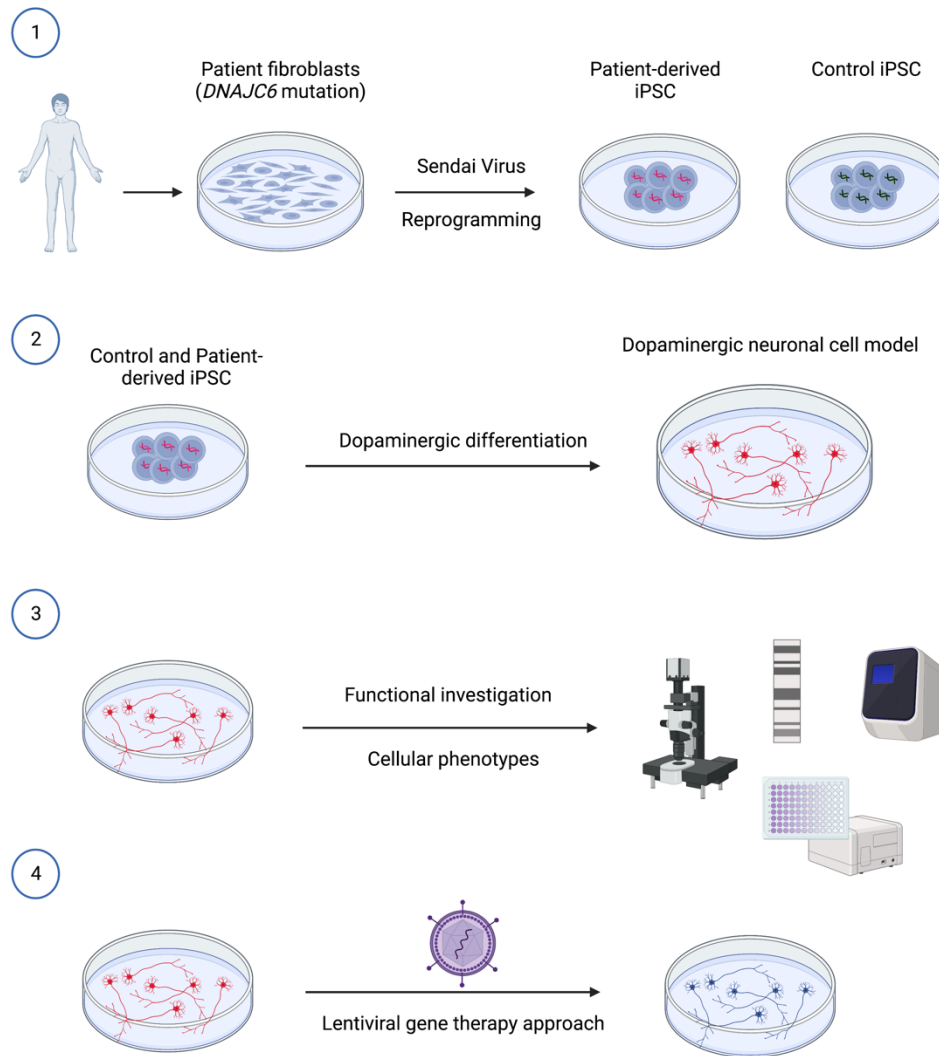 1
Patient fibroblasts
(DNAJC6 mutation)
Sendai Virus
Reprogramming
Patient-derived
iPSC
Control iPSC
2
Control and Patient-
derived iPSC
Dopaminergic differentiation
Dopaminergic neuronal cell model
3
Functional investigation
Cellular phenotypes
4
Lentiviral gene therapy approach